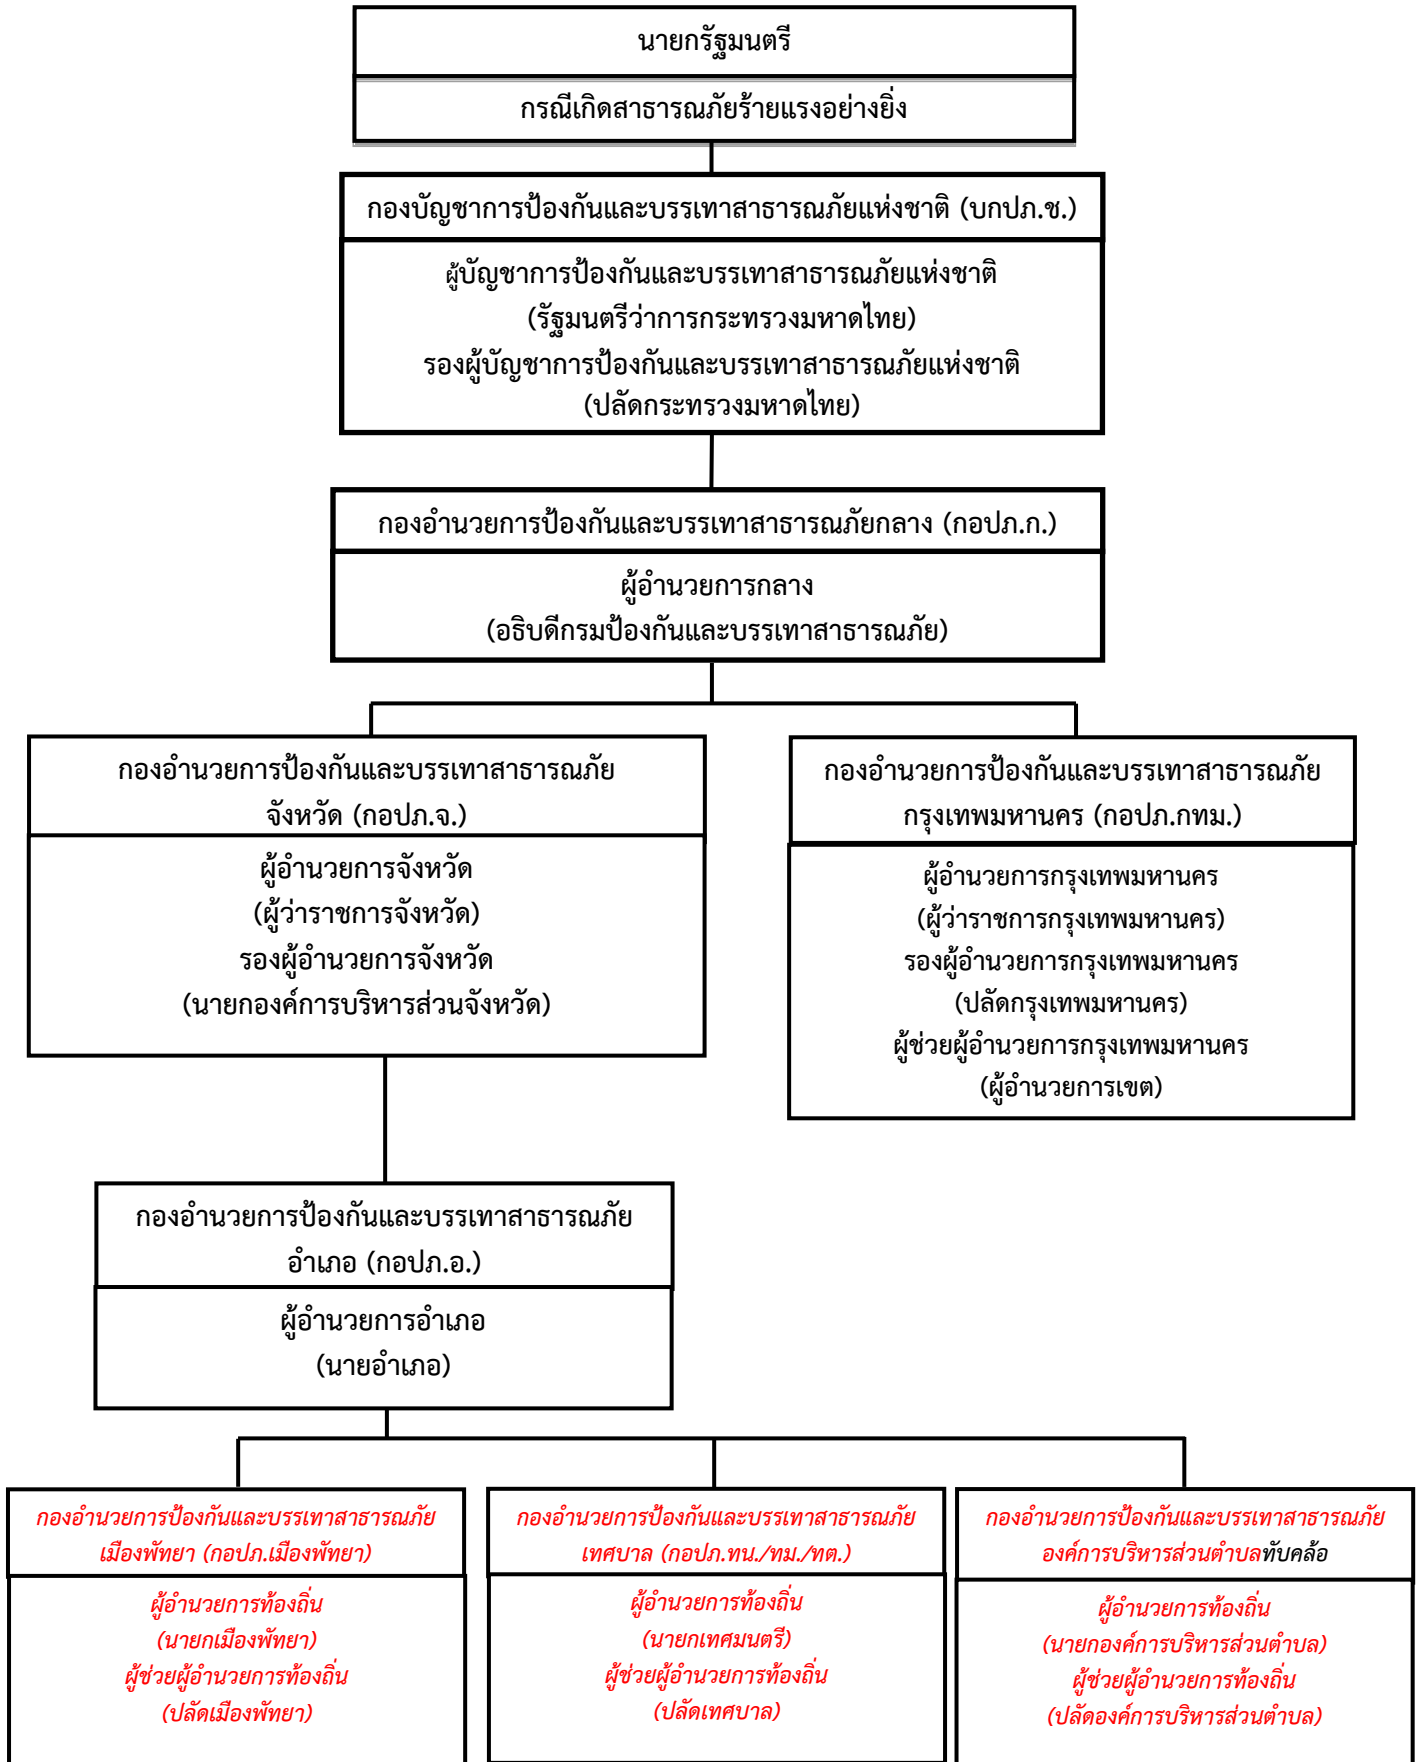 นายกรัฐมนตรี
กรณีเกิดสาธารณภัยร้ายแรงอย่างยิ่ง
กองบัญชาการป้องกันและบรรเทาสาธารณภัยแห่งชาติ (บกปภ.ช.)
ผู้บัญชาการป้องกันและบรรเทาสาธารณภัยแห่งชาติ
(รัฐมนตรีว่าการกระทรวงมหาดไทย)
รองผู้บัญชาการป้องกันและบรรเทาสาธารณภัยแห่งชาติ
(ปลัดกระทรวงมหาดไทย)
กองอำนวยการป้องกันและบรรเทาสาธารณภัยกลาง (กอปภ.ก.)
ผู้อำนวยการกลาง
(อธิบดีกรมป้องกันและบรรเทาสาธารณภัย)
กองอำนวยการป้องกันและบรรเทาสาธารณภัย
จังหวัด (กอปภ.จ.)
ผู้อำนวยการจังหวัด
(ผู้ว่าราชการจังหวัด)
รองผู้อำนวยการจังหวัด
(นายกองค์การบริหารส่วนจังหวัด)
กองอำนวยการป้องกันและบรรเทาสาธารณภัย
กรุงเทพมหานคร (กอปภ.กทม.)
ผู้อำนวยการกรุงเทพมหานคร
(ผู้ว่าราชการกรุงเทพมหานคร)
รองผู้อำนวยการกรุงเทพมหานคร
(ปลัดกรุงเทพมหานคร)
ผู้ช่วยผู้อำนวยการกรุงเทพมหานคร
(ผู้อำนวยการเขต)
กองอำนวยการป้องกันและบรรเทาสาธารณภัย
อำเภอ (กอปภ.อ.)
ผู้อำนวยการอำเภอ
(นายอำเภอ)
กองอำนวยการป้องกันและบรรเทาสาธารณภัย
เมืองพัทยา (กอปภ.เมืองพัทยา)
ผู้อำนวยการท้องถิ่น
(นายกเมืองพัทยา)
ผู้ช่วยผู้อำนวยการท้องถิ่น
(ปลัดเมืองพัทยา)
กองอำนวยการป้องกันและบรรเทาสาธารณภัย
เทศบาล (กอปภ.ทน./ทม./ทต.)
ผู้อำนวยการท้องถิ่น
(นายกเทศมนตรี)
ผู้ช่วยผู้อำนวยการท้องถิ่น
(ปลัดเทศบาล)
กองอำนวยการป้องกันและบรรเทาสาธารณภัย
องค์การบริหารส่วนตำบลทับคล้อ
ผู้อำนวยการท้องถิ่น
(นายกองค์การบริหารส่วนตำบล)
ผู้ช่วยผู้อำนวยการท้องถิ่น
(ปลัดองค์การบริหารส่วนตำบล)